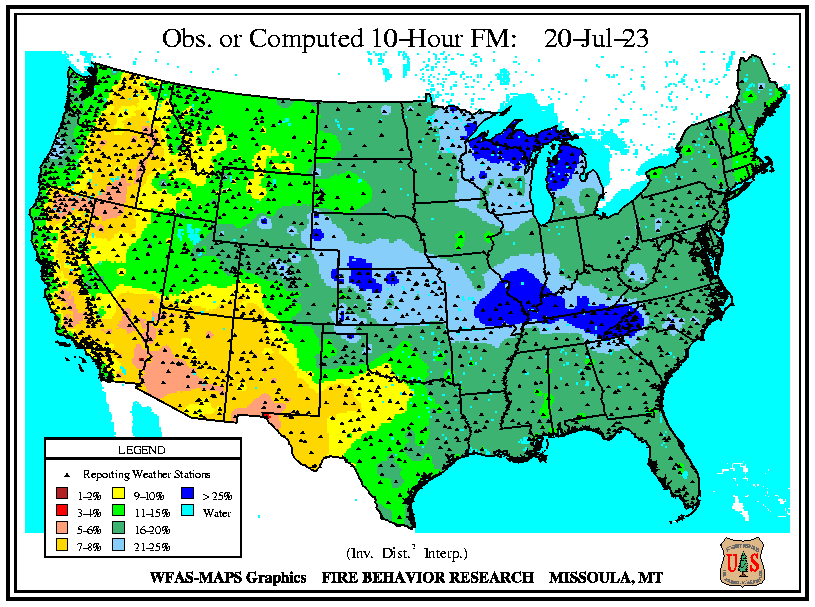 Obs. or Computed 10-Hour FM: 20-Jul-23
LEGEND
Reporting Weather Stations
1-2% 9-10% > 25%
3-4% 11-15% Water
5-6% 16-20%
7-8% 21-25%
(Inv. Dist.² Interp.)
WFAS-MAPS Graphics FIRE BEHAVIOR RESEARCH MISSOULA, MT
U S